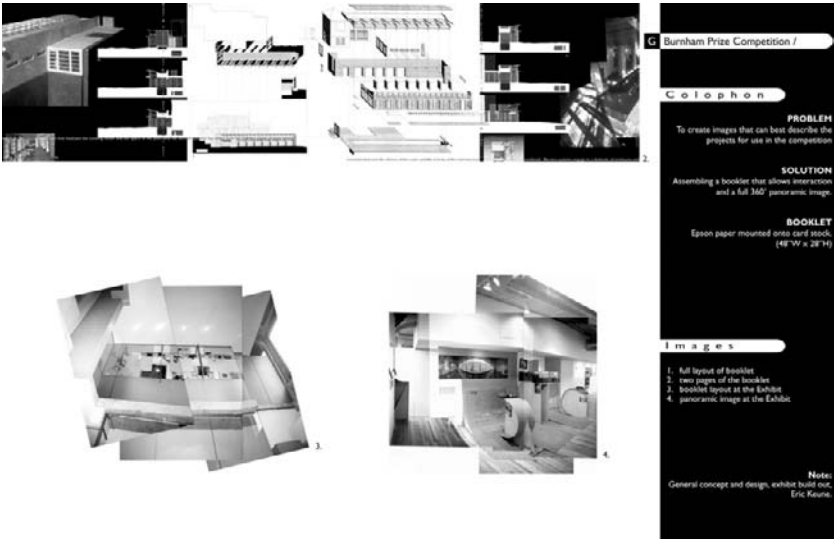 2.
G Burnham Prize Competition /
Colophon
PROBLEM
To create images that can best describe the
projects for use in the competition
SOLUTION
Assembling a booklet that allows interaction
and a full 360° panoramic image.
BOOKLET
Epson paper mounted onto card stock.
(48"W x 28"H)
Images
1. full layout of booklet
2. two pages of the booklet
3. booklet layout at the Exhibit
4. panoramic image at the Exhibit
3.
4.
Note:
General concept and design, exhibit build out,
Eric Keune.